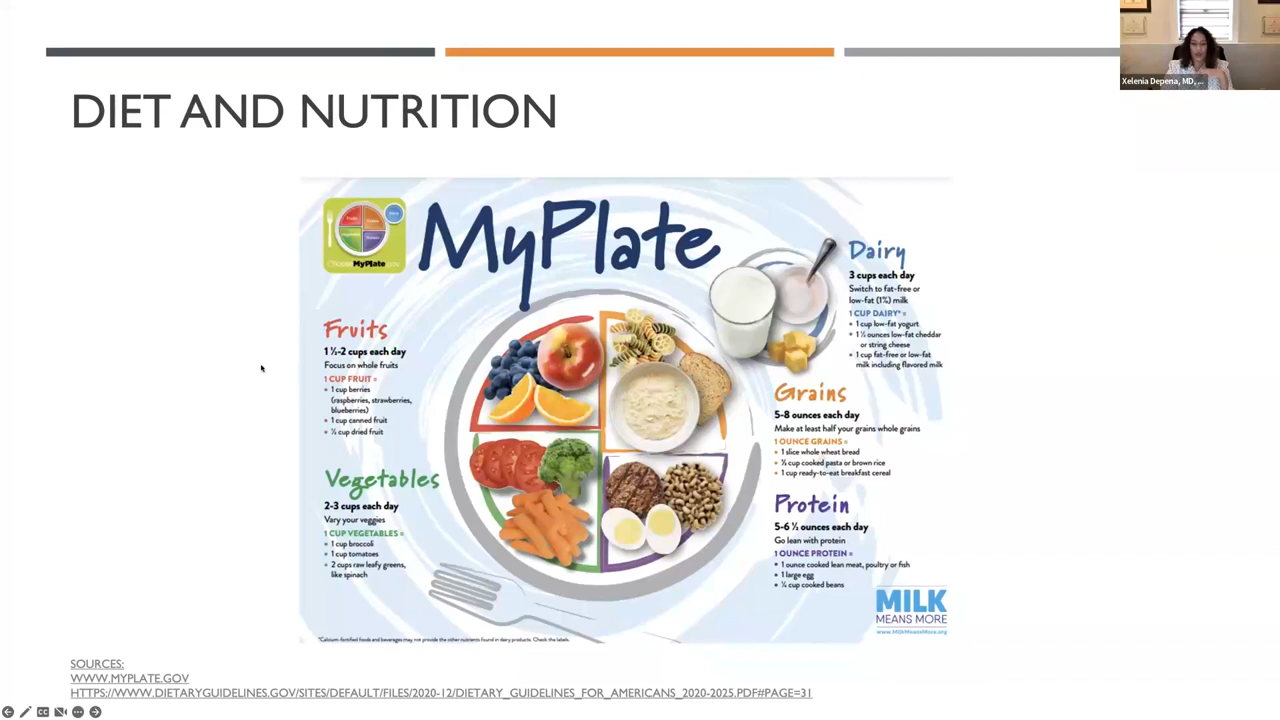 Xelenia Depena, MD, ...
DIET AND NUTRITION
MyPlate
MyPlate
Fruits
1 ½-2 cups each day
Focus on whole fruits
1 CUP FRUIT =
• 1 cup berries
(raspberries, strawberries,
blueberries)
• 1 cup canned fruit
• ½ cup dried fruit
Vegetables
2-3 cups each day
Vary your veggies
1 CUP VEGETABLES =
• 1 cup broccoli
• 1 cup tomatoes
• 2 cups raw leafy greens,
like spinach
Dairy
3 cups each day
Switch to fat-free or
low-fat (1%) milk
1 CUP DAIRY* =
• 1 cup low-fat yogurt
• 1 ½ ounces low-fat cheddar
or string cheese
• 1 cup fat-free or low-fat
milk including flavored milk
Grains
5-8 ounces each day
Make at least half your grains whole grains
1 OUNCE GRAINS =
• 1 slice whole wheat bread
• ½ cup cooked pasta or brown rice
• 1 cup ready-to-eat breakfast cereal
Protein
5-6 ½ ounces each day
Go lean with protein
1 OUNCE PROTEIN =
• 1 ounce cooked lean meat, poultry or fish
• 1 large egg
• ¼ cup cooked beans
MILK
MEANS MORE
www.MilkMeansMore.org
*Calcium-fortified foods and beverages may not provide the other nutrients found in dairy products. Check the labels.
SOURCES:
WWW.MYPLATE.GOV
HTTPS://WWW.DIETARYGUIDELINES.GOV/SITES/DEFAULT/FILES/2020-12/DIETARY_GUIDELINES_FOR_AMERICANS_2020-2025.PDF#PAGE=31
CC